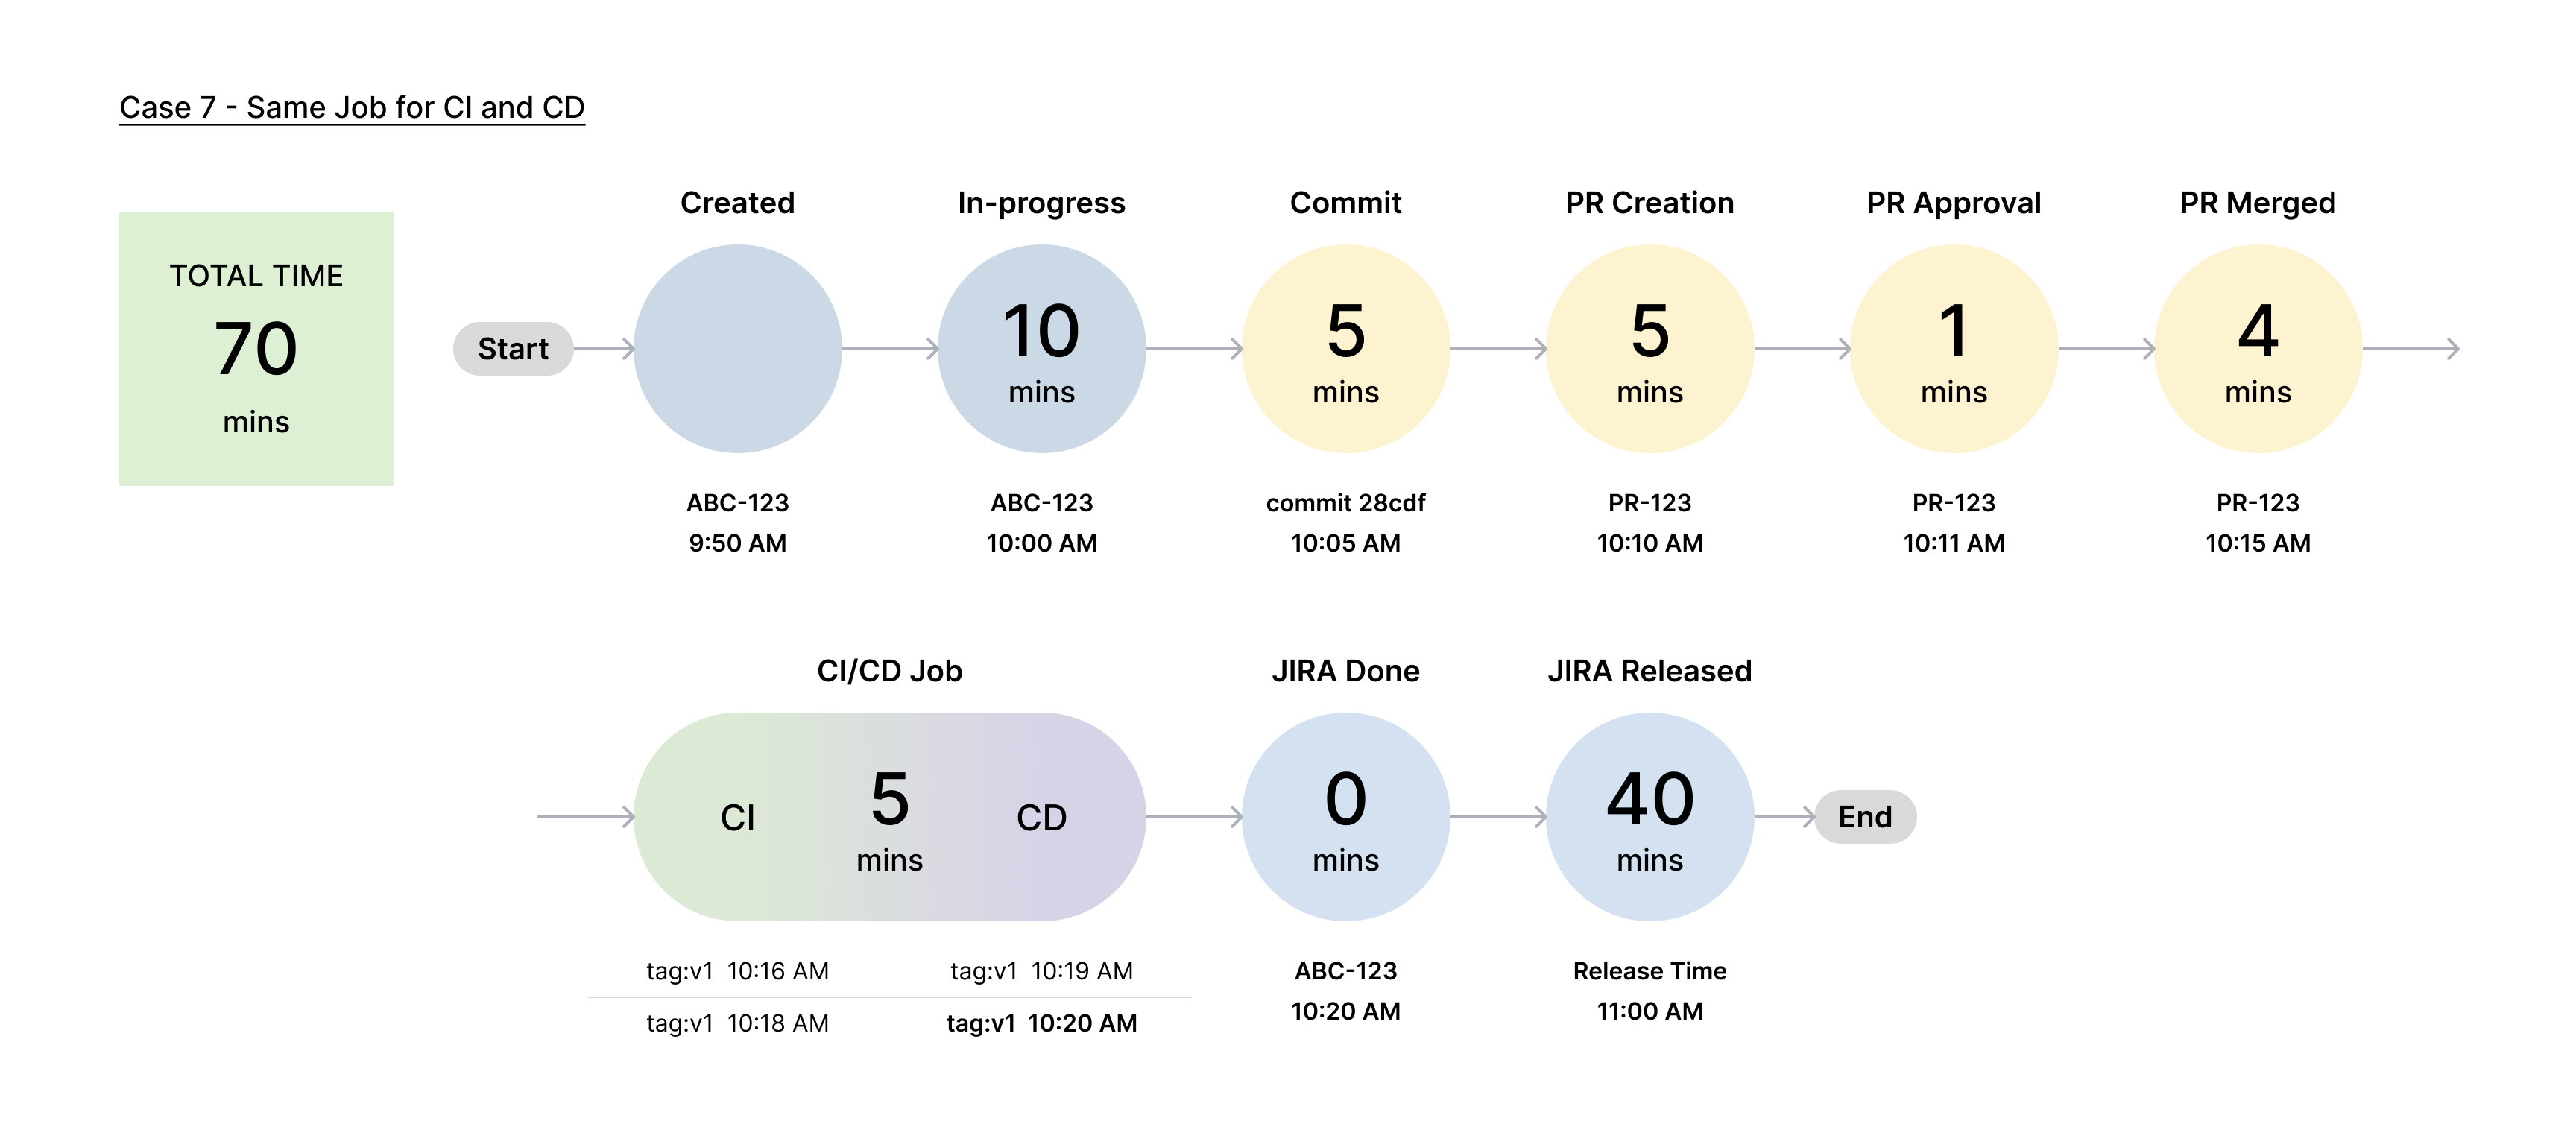 Case 7 - Same Job for CI and CD
TOTAL TIME
70
mins
Start
Created
ABC-123
9:50 AM
In-progress
10
mins
ABC-123
10:00 AM
Commit
5
mins
commit 28cdf
10:05 AM
PR Creation
5
mins
PR-123
10:10 AM
PR Approval
1
mins
PR-123
10:11 AM
PR Merged
4
mins
PR-123
10:15 AM
CI/CD Job
CI
5
mins
CD
tag:v1 10:16 AM
tag:v1 10:19 AM
tag:v1 10:18 AM
tag:v1 10:20 AM
JIRA Done
0
mins
ABC-123
10:20 AM
JIRA Released
40
mins
Release Time
11:00 AM
End